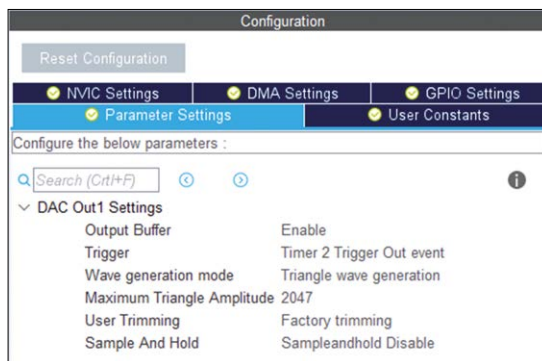 Configuration
Reset Configuration
NVIC Settings DMA Settings GPIO Settings
Parameter Settings User Constants
Configure the below parameters :
Search (Crtl+F)
DAC Out1 Settings
Output Buffer Enable
Trigger Timer 2 Trigger Out event
Wave generation mode Triangle wave generation
Maximum Triangle Amplitude 2047
User Trimming Factory trimming
Sample And Hold Sampleandhold Disable